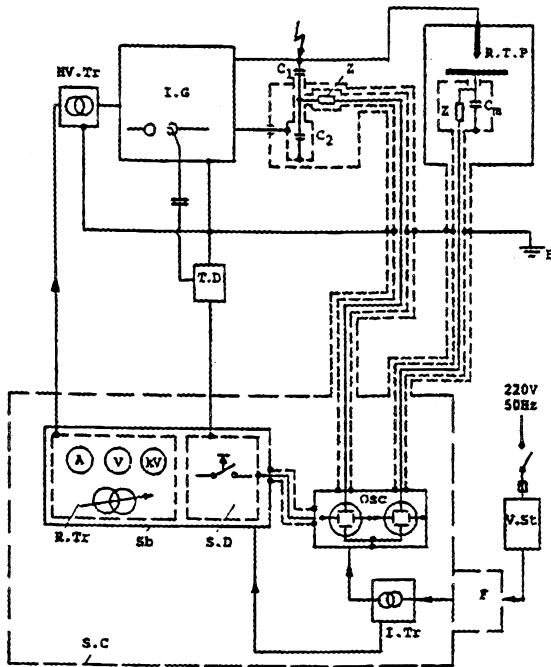 HV.Tr
I.G
C1
Z
C2
R.T.P
Z
Cm
E
T.D
220V
50Hz
A
V
kV
R.Tr
Sb
S.D
Osc
V.St
F
I.Tr
S.C